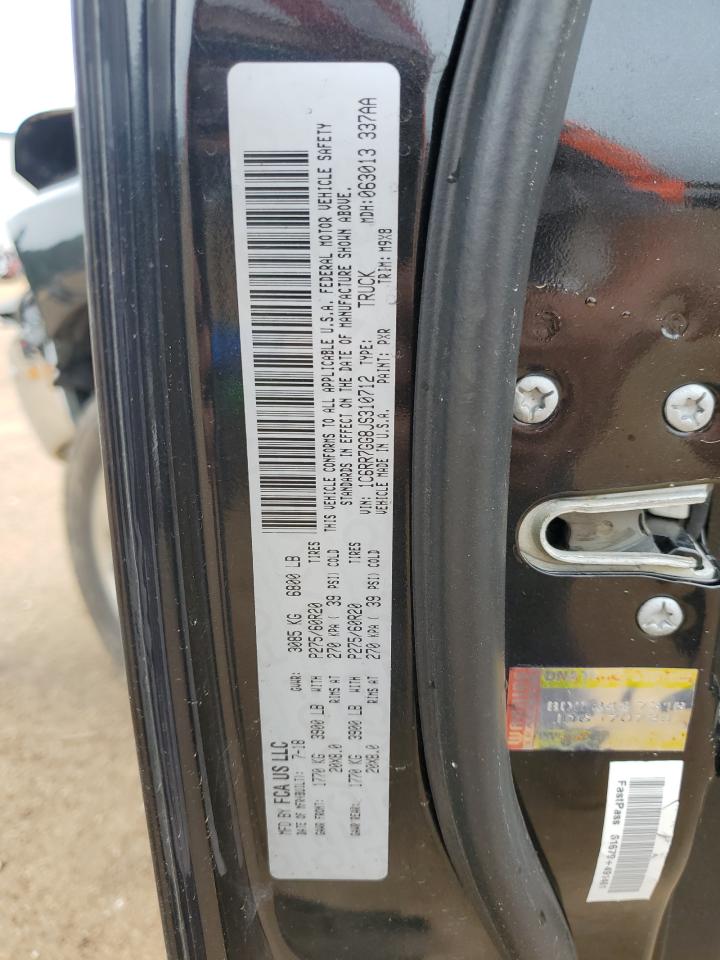 MFD BY FCA US LLC
DATE OF MFR(BUILT): 7-18 GVWR: 3085 KG 6800 LB
GAWR FRONT: 1770 KG 3900 LB WITH P275/60R20 TIRES
20X8.0 RIMS AT 270 KPA( 39 PSI) COLD
GAWR REAR: 1770 KG 3900 LB WITH P275/60R20 TIRES
20X8.0 RIMS AT 270 KPA( 39 PSI) COLD
THIS VEHICLE CONFORMS TO ALL APPLICABLE U.S.A. FEDERAL MOTOR VEHICLE SAFETY
STANDARDS IN EFFECT ON THE DATE OF MANUFACTURE SHOWN ABOVE.
VIN: 1C6RR7GG8JS310712 TYPE: TRUCK MDH: 063013 337AA
VEHICLE MADE IN U.S.A. PAINT: PXR TRIM: M9X8
FastPass